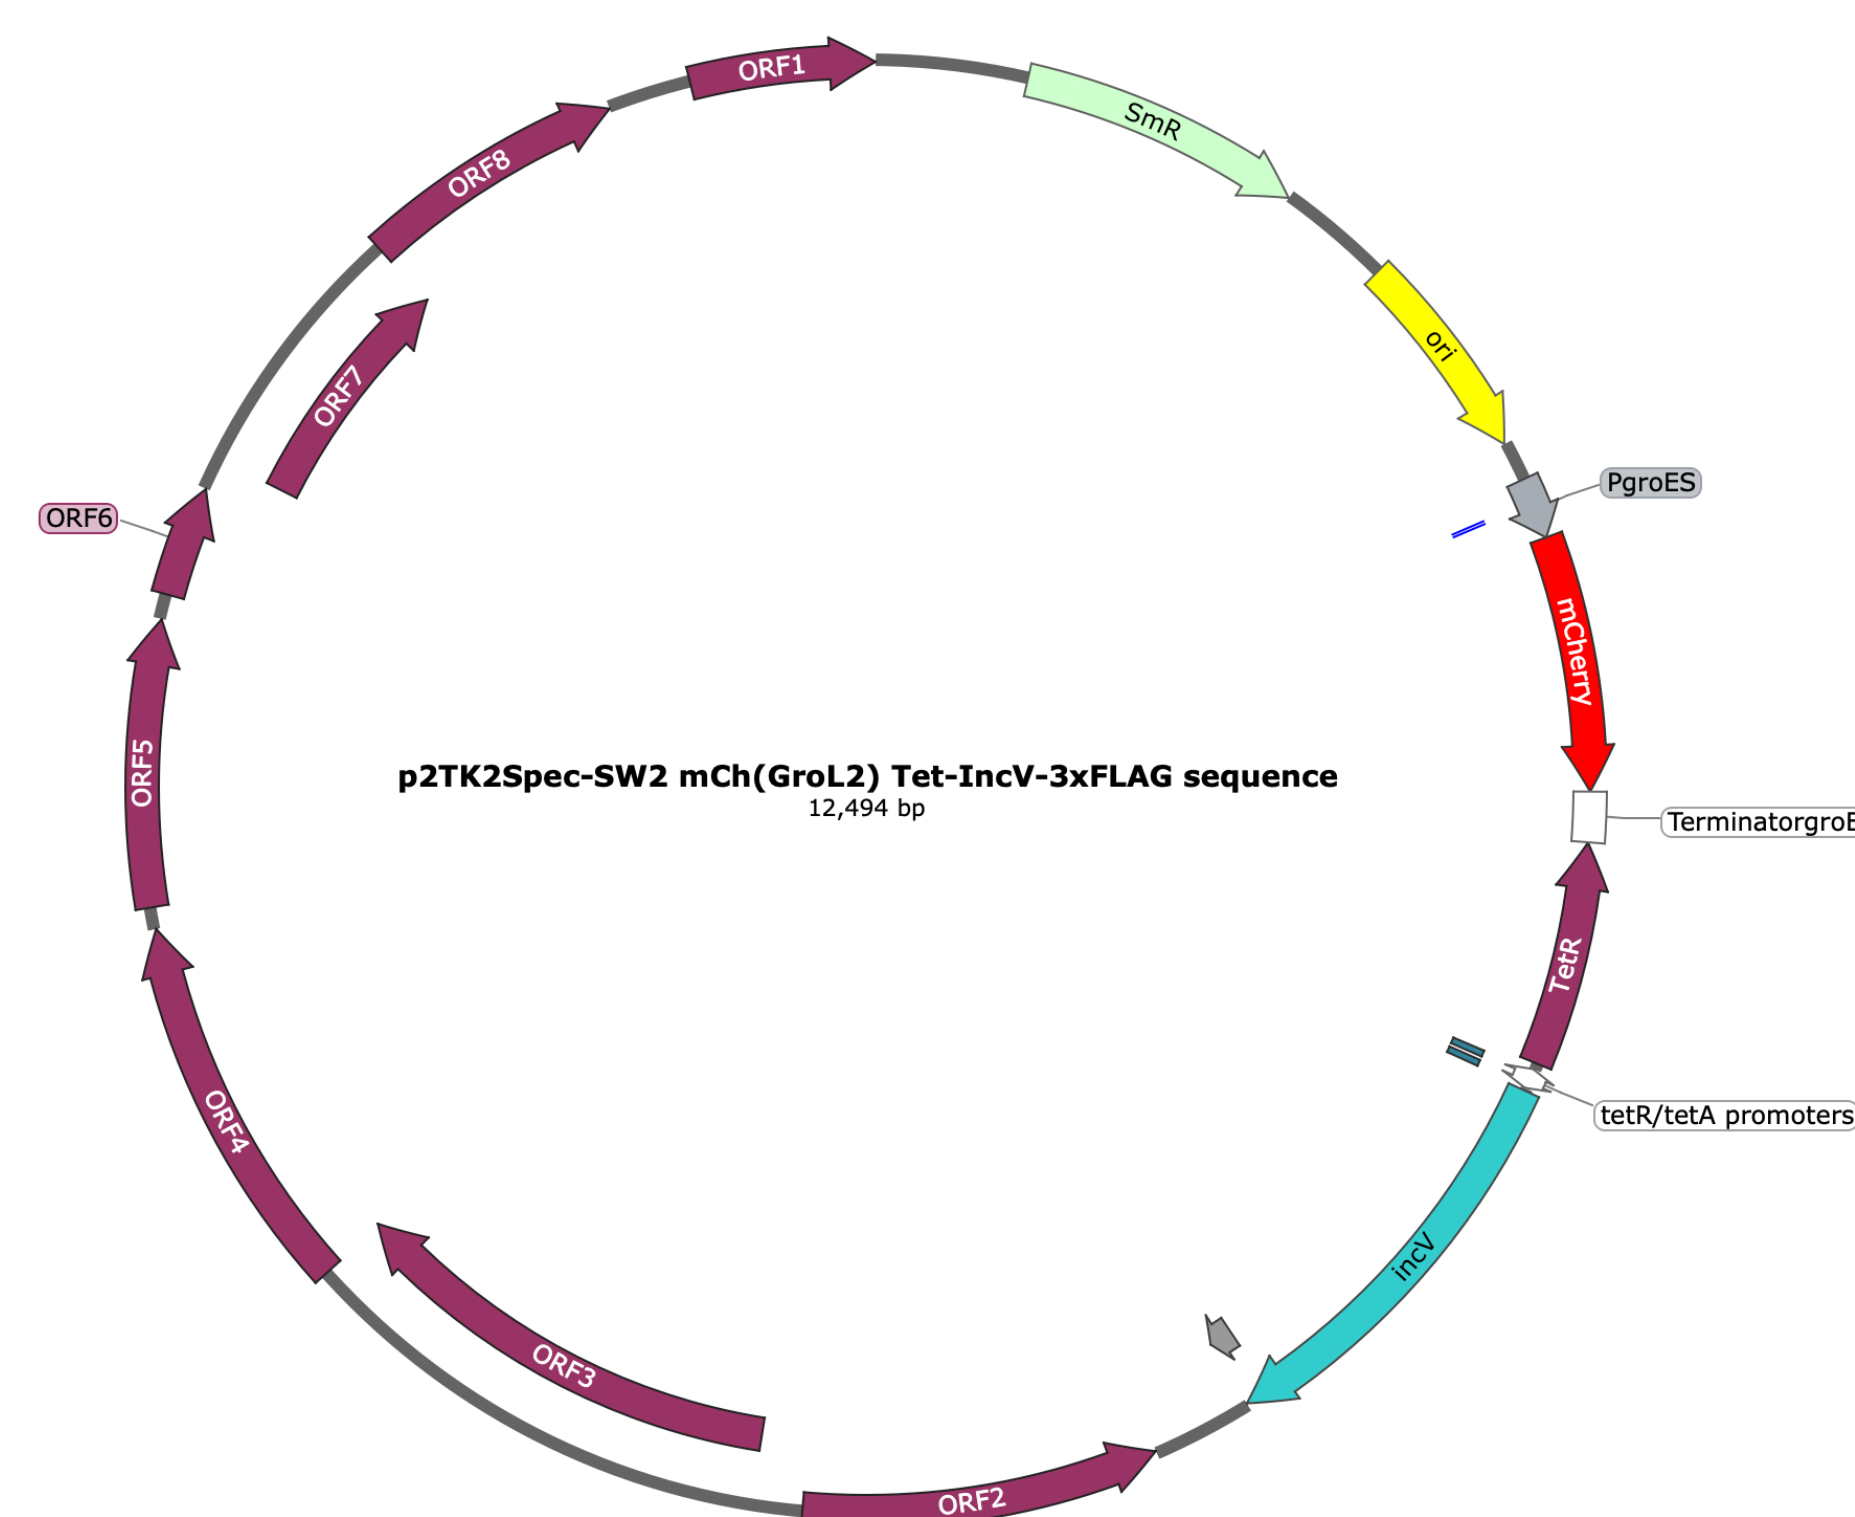 ORF1
SmR
ORF8
ori
ORF7
PgroES
ORF6
mCherry
ORF5
p2TK2Spec-SW2 mCh(GroL2) Tet-IncV-3xFLAG sequence
12,494 bp
TerminatorgroE
TetR
tetR/tetA promoters
ORF4
incV
ORF3
ORF2